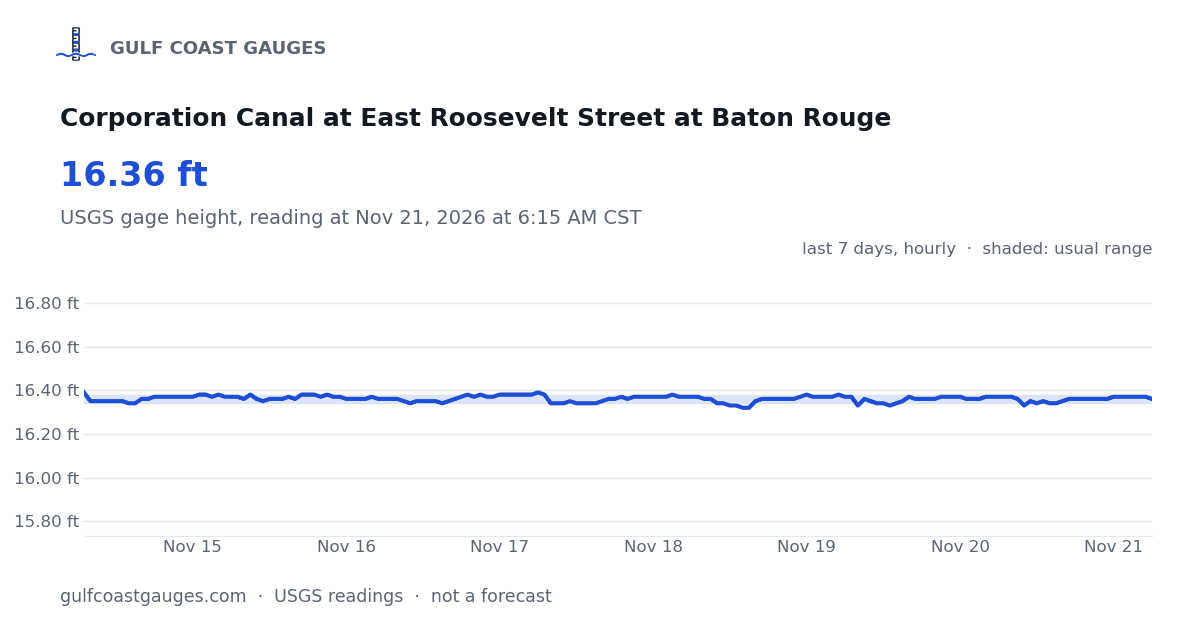 GULF COAST GAUGES
Corporation Canal at East Roosevelt Street at Baton Rouge
16.36 ft
USGS gage height, reading at Nov 21, 2026 at 6:15 AM CST
last 7 days, hourly · shaded: usual range
16.80 ft
16.60 ft
16.40 ft
16.20 ft
16.00 ft
15.80 ft
Nov 15 Nov 16 Nov 17 Nov 18 Nov 19 Nov 20 Nov 21
gulfcoastgauges.com · USGS readings · not a forecast